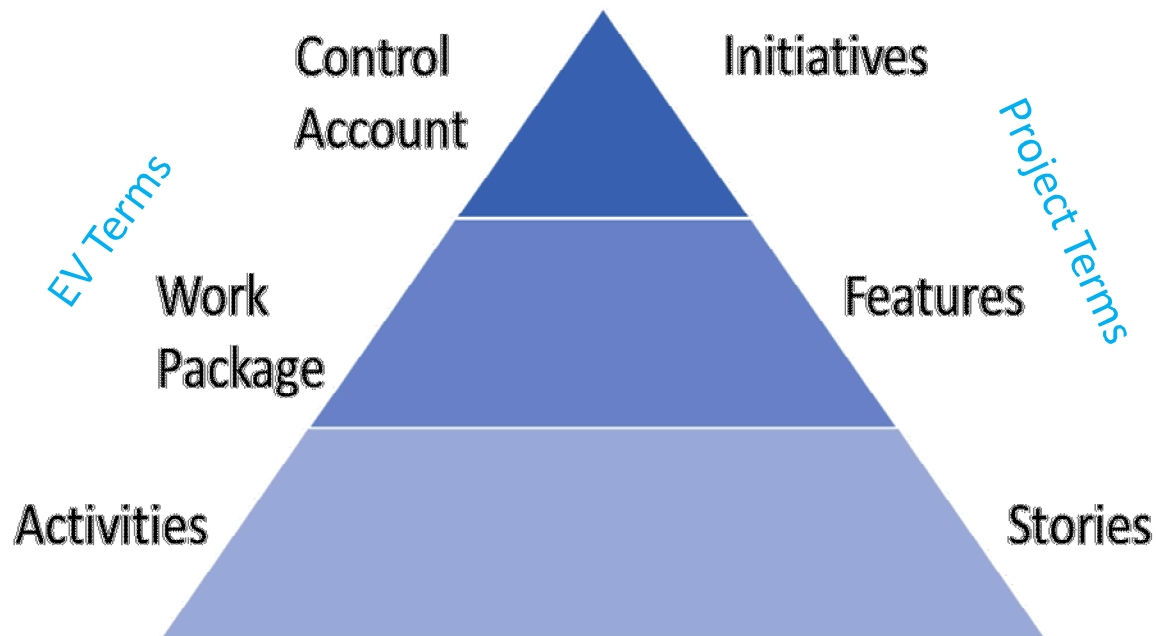 Control
Account
Initiatives
EV Terms
Project Terms
Work
Package
Features
Activities
Stories